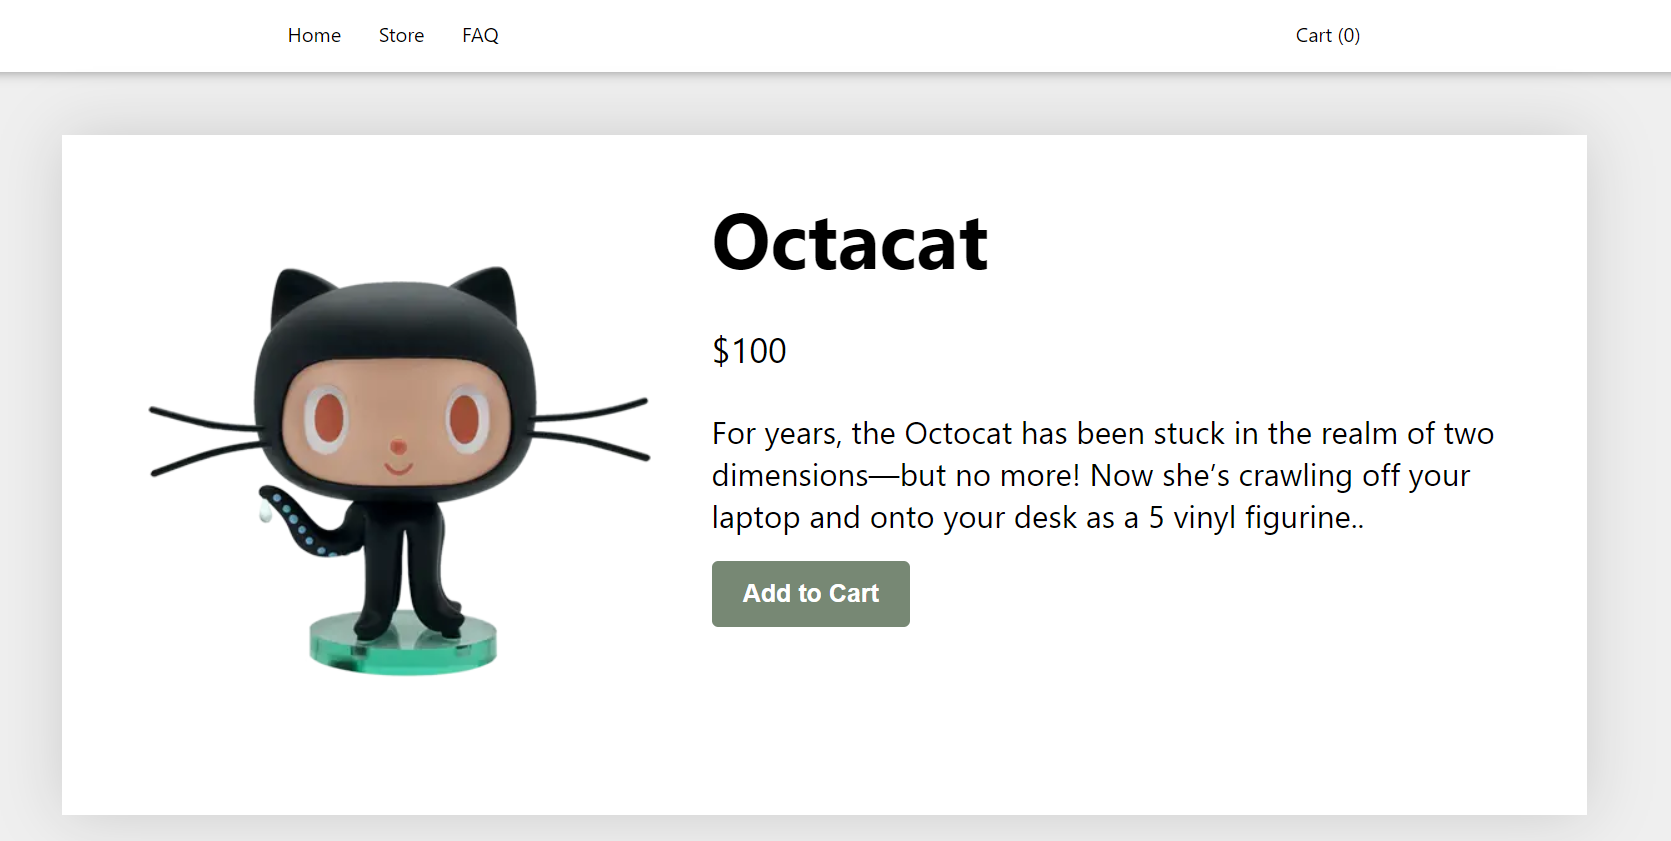 Home Store FAQ Cart (0)
Octacat
$100
For years, the Octocat has been stuck in the realm of two
dimensions—but no more! Now she’s crawling off your
laptop and onto your desk as a 5 vinyl figurine..
Add to Cart